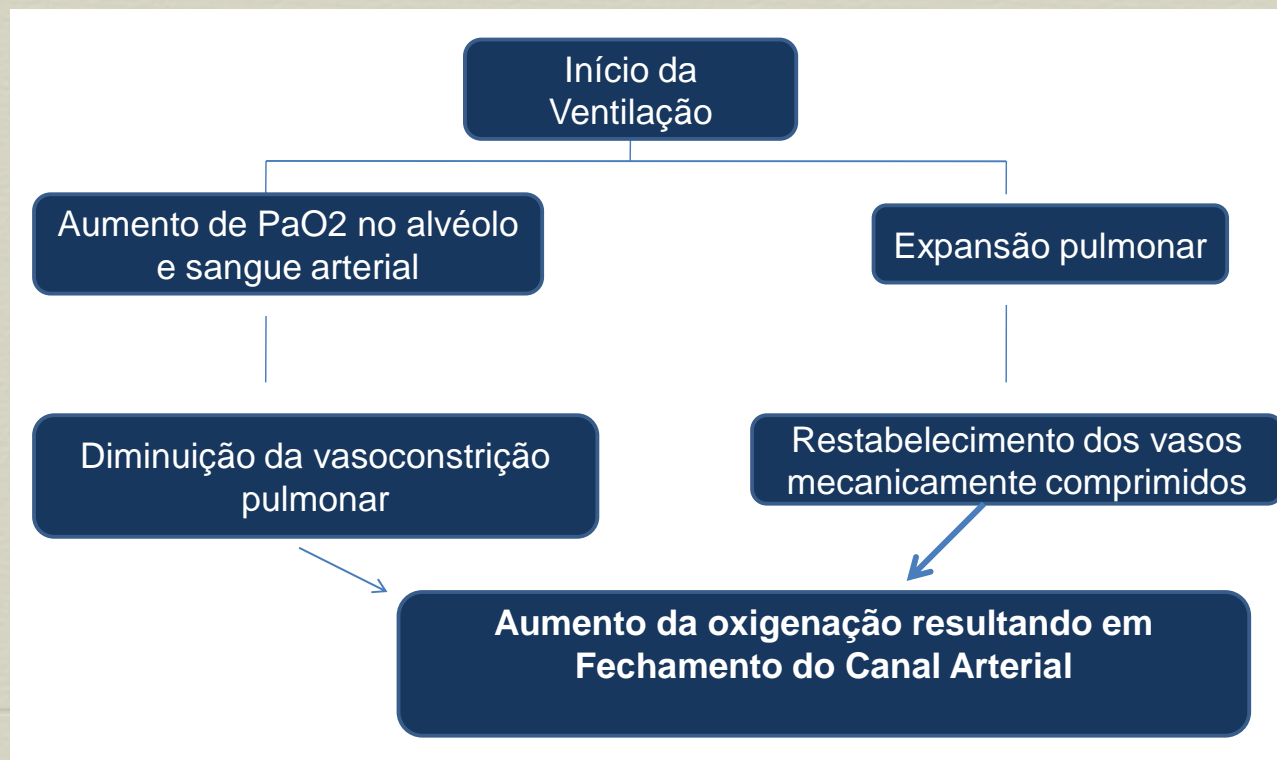 Início da
Ventilação
Aumento de PaO2 no alvéolo
e sangue arterial
Expansão pulmonar
Diminuição da vasoconstrição
pulmonar
Restabelecimento dos vasos
mecanicamente comprimidos
Aumento da oxigenação resultando em
Fechamento do Canal Arterial